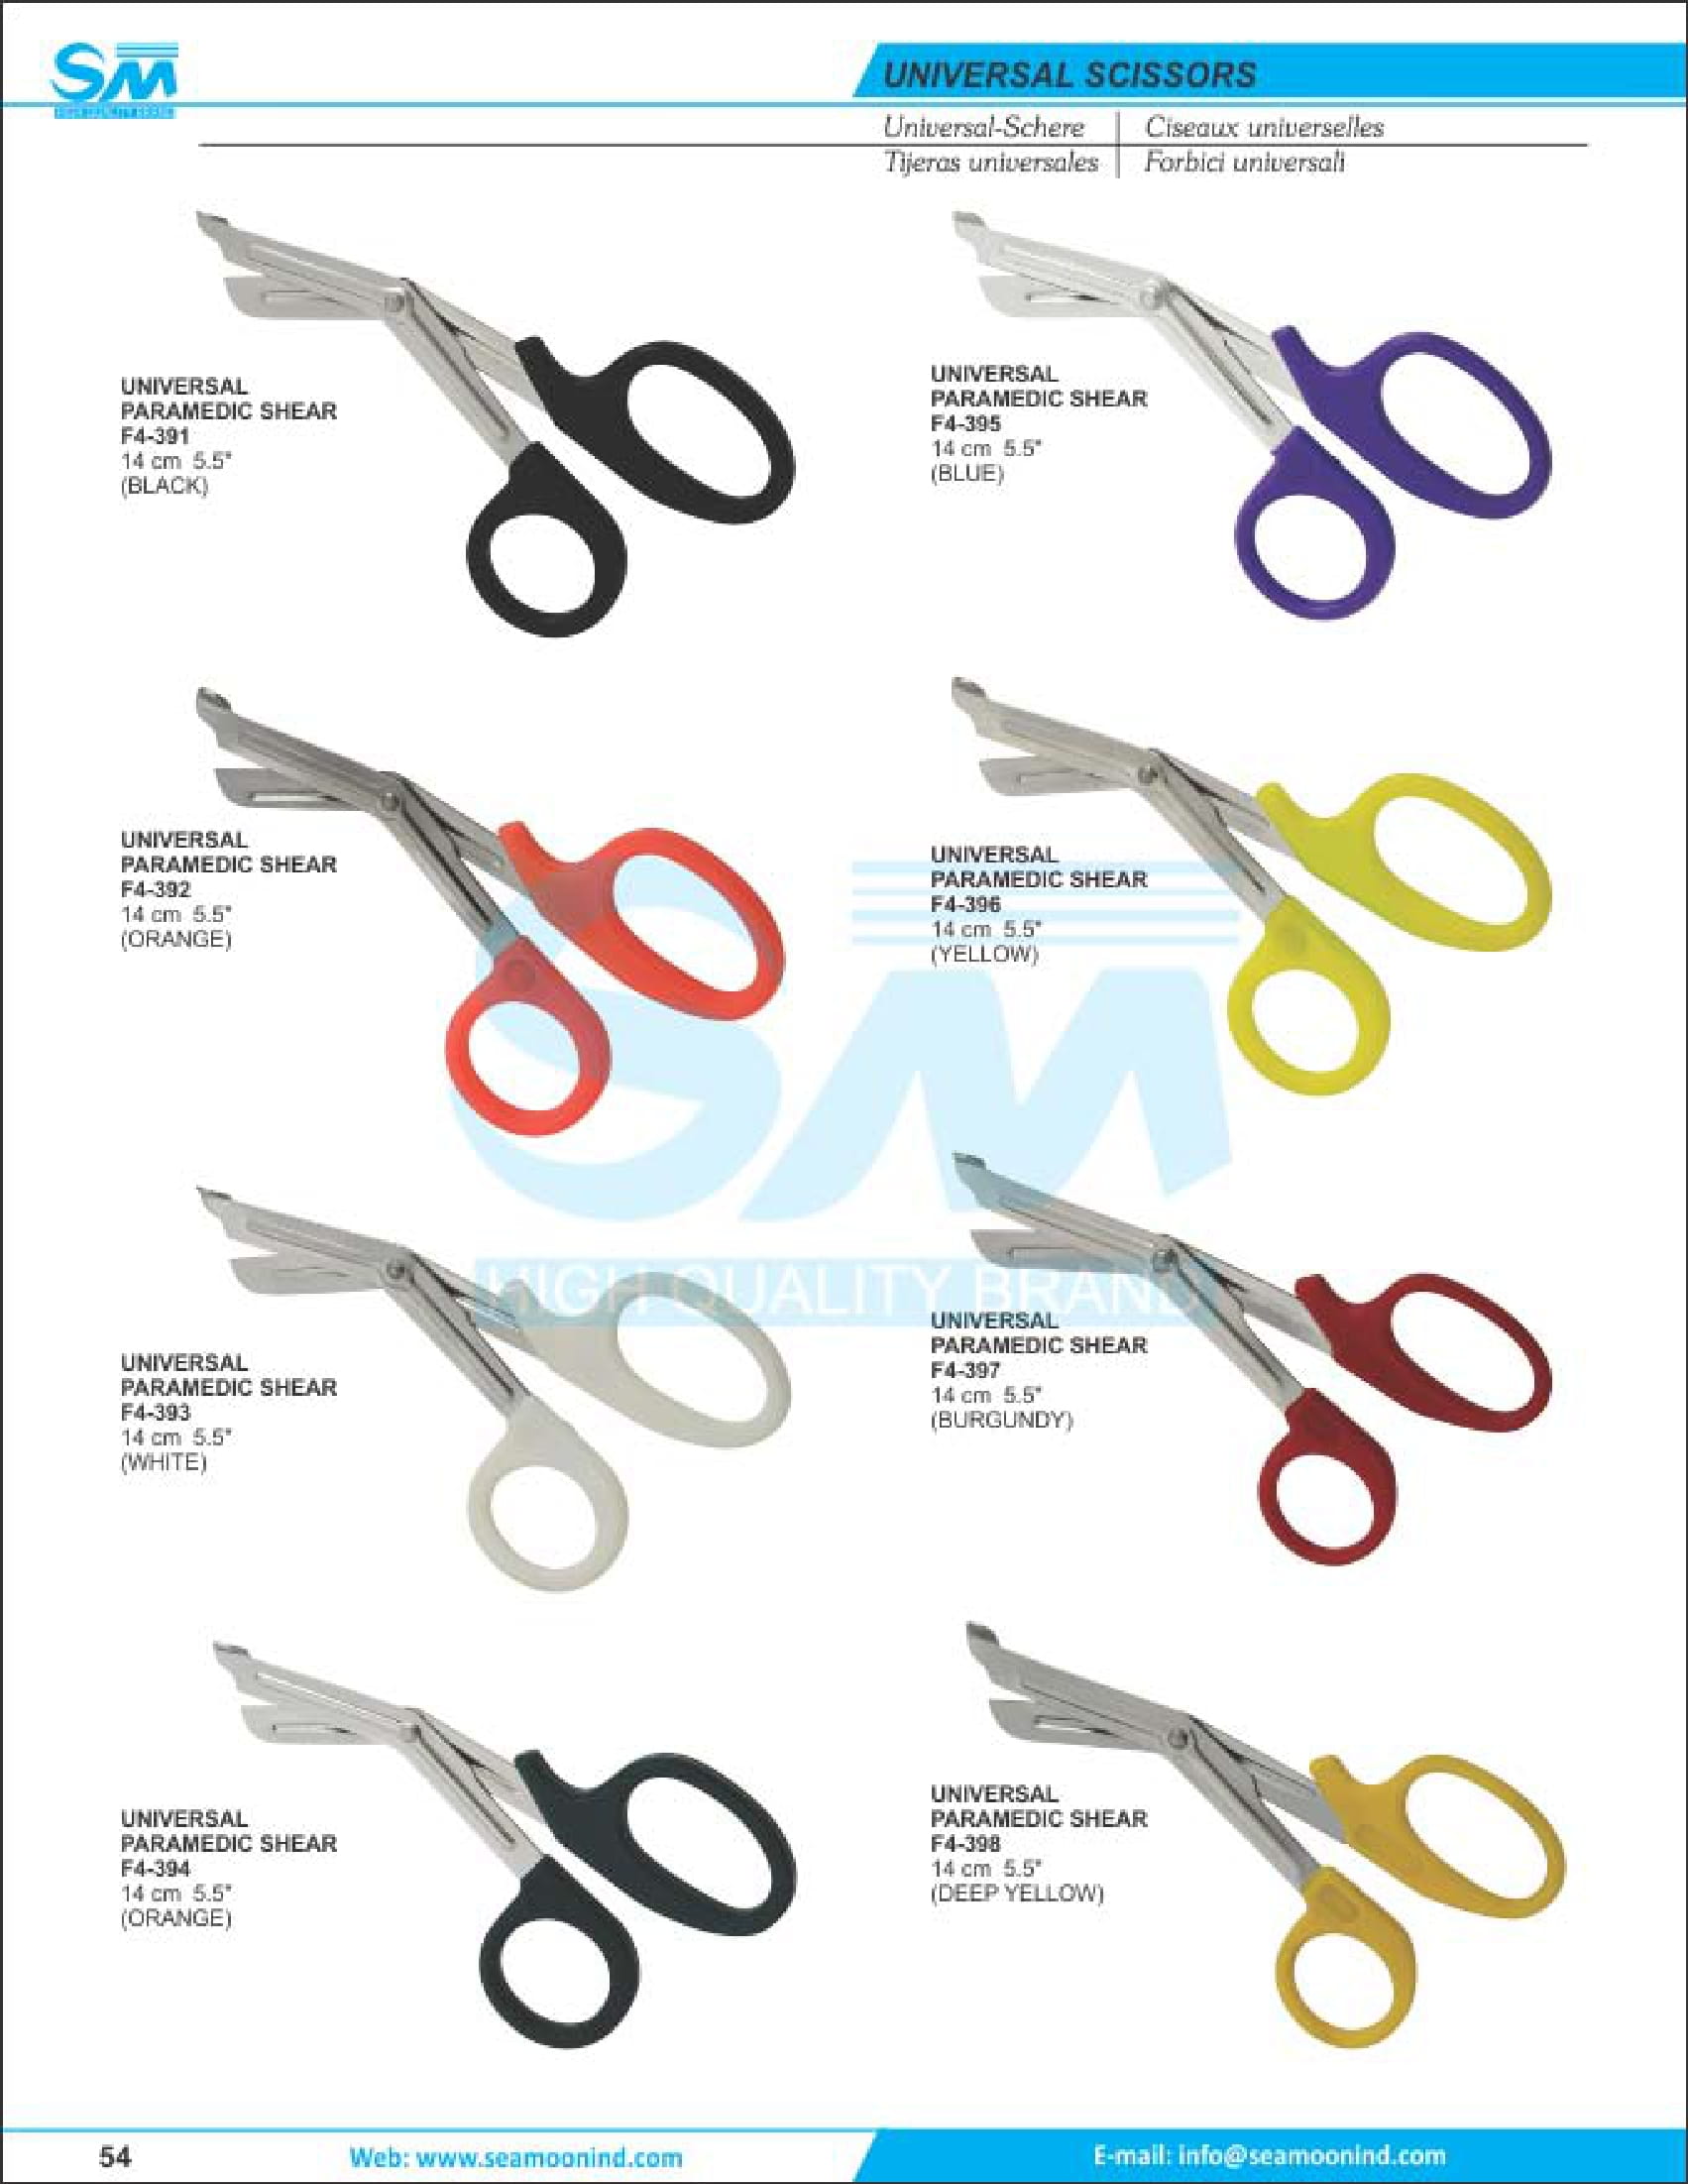 SM
UNIVERSAL SCISSORS
Universal-Schere
Ciseaux universelles
Tijeras universales
Forbici universali
UNIVERSAL
PARAMEDIC SHEAR
F4-391
14 cm 5.5"
(BLACK)
UNIVERSAL
PARAMEDIC SHEAR
F4-395
14 cm 5.5"
(BLUE)
UNIVERSAL
PARAMEDIC SHEAR
F4-392
14 cm 5.5"
(ORANGE)
UNIVERSAL
PARAMEDIC SHEAR
F4-396
14 cm 5.5"
(YELLOW)
SM
HIGH QUALITY BRAND
UNIVERSAL
PARAMEDIC SHEAR
F4-393
14 cm 5.5"
(WHITE)
UNIVERSAL
PARAMEDIC SHEAR
F4-397
14 cm 5.5"
(BURGUNDY)
UNIVERSAL
PARAMEDIC SHEAR
F4-394
14 cm 5.5"
(ORANGE)
UNIVERSAL
PARAMEDIC SHEAR
F4-398
14 cm 5.5"
(DEEP YELLOW)
54
Web: www.seamoonind.com
E-mail: info@seamoonind.com